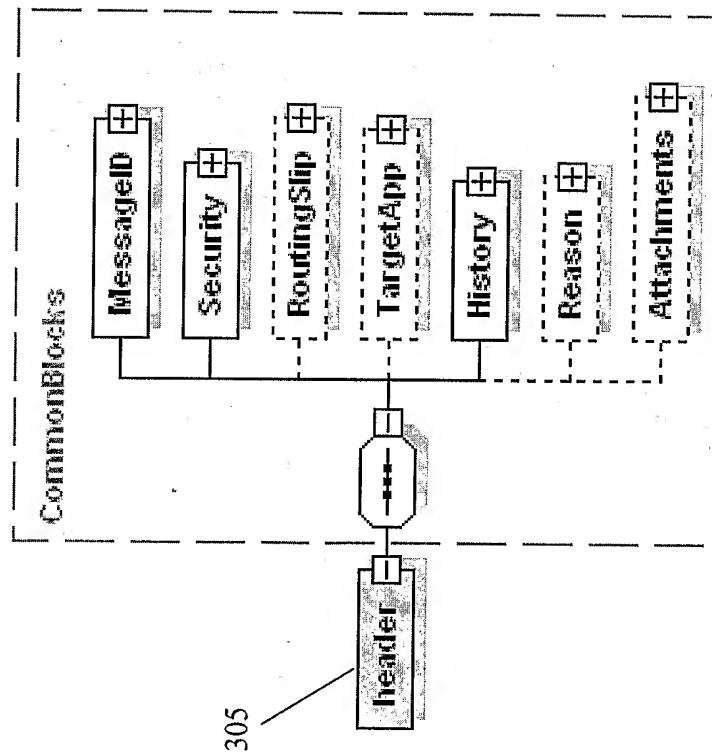 CommonBlocks
MessageID
Security
RoutingSlip
TargetApp
History
Reason
Attachments
header
305